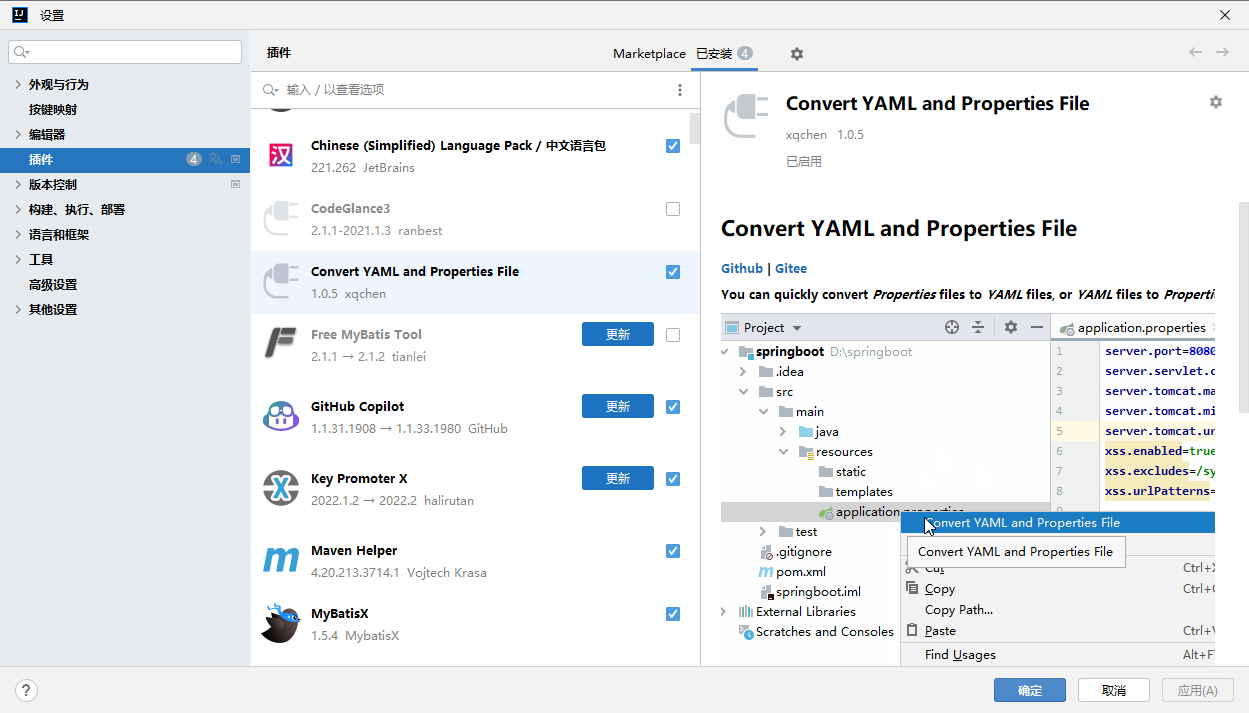 设置
外观与行为
按键映射
编辑器
插件 4
版本控制
构建、执行、部署
语言和框架
工具
高级设置
其他设置
插件 Marketplace 已安装 4
输入 / 以查看选项
汉
Chinese (Simplified) Language Pack / 中文语言包
221.262 JetBrains
CodeGlance3
2.1.1-2021.1.3 ranbest
Convert YAML and Properties File
1.0.5 xqchen
Free MyBatis Tool 更新
2.1.1 → 2.1.2 tianlei
GitHub Copilot 更新
1.1.31.1908 → 1.1.33.1980 GitHub
Key Promoter X 更新
2022.1.2 → 2022.2 halirutan
Maven Helper
4.20.213.3714.1 Vojtech Krasa
MyBatisX
1.5.4 MybatisX
Convert YAML and Properties File
xqchen 1.0.5
已启用
Convert YAML and Properties File
Github | Gitee
You can quickly convert Properties files to YAML files, or YAML files to Properti
Project application.properties
springboot D:\springboot
.idea
src
main
java
resources
static
templates
application.properties
test
.gitignore
pom.xml
springboot.iml
External Libraries
Scratches and Consoles
1 server.port=8080
2 server.servlet.c
3 server.tomcat.ma
4 server.tomcat.mi
5 server.tomcat.ur
6 xss.enabled=true
7 xss.excludes=/sy
8 xss.urlPatterns=
9
Convert YAML and Properties File
Convert YAML and Properties File
Cut Ctrl+X
Copy Ctrl+C
Copy Path...
Paste Ctrl+V
Find Usages Alt+F7
? 确定 取消 应用(A)